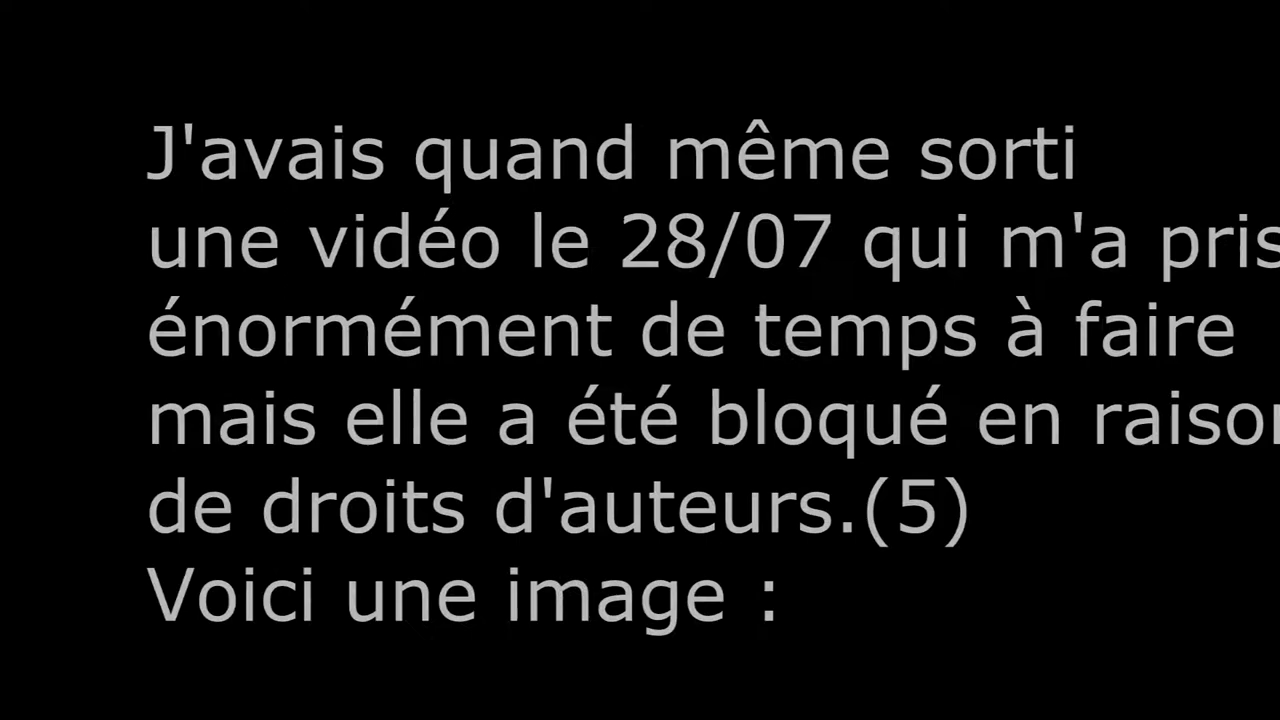 J'avais quand même sorti
une vidéo le 28/07 qui m'a pris
énormément de temps à faire
mais elle a été bloqué en raison
de droits d'auteurs.(5)
Voici une image :